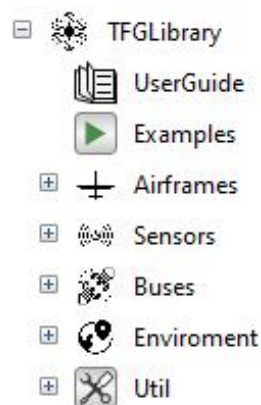 TFGLibrary
UserGuide
Examples
Airframes
Sensors
Buses
Enviroment
Util